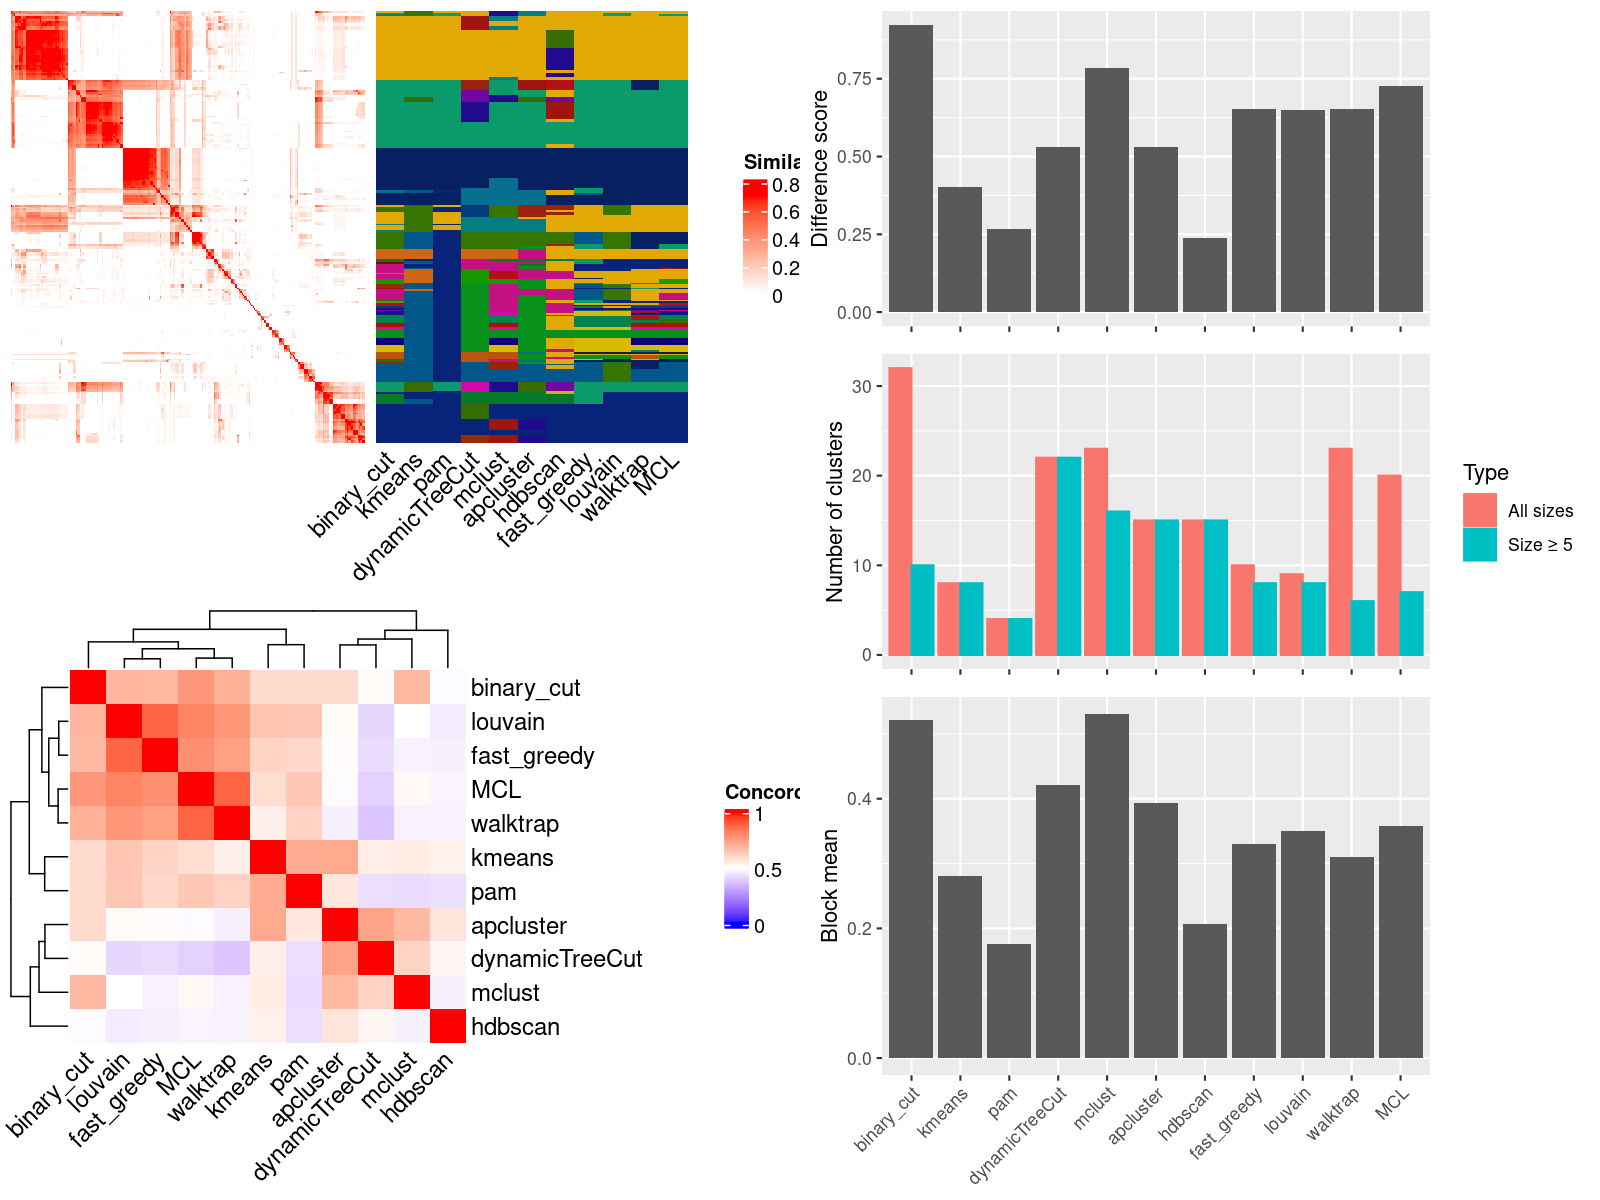 Simila
0.8
0.6
0.4
0.2
0
binary_cut
kmeans
pam
dynamicTreeCut
mclust
apcluster
hdbscan
fast_greedy
louvain
walktrap
MCL
binary_cut
louvain
fast_greedy
MCL
walktrap
kmeans
pam
apcluster
dynamicTreeCut
mclust
hdbscan
binary_cut
louvain
fast_greedy
MCL
walktrap
kmeans
pam
apcluster
dynamicTreeCut
mclust
hdbscan
Concord
1
0.5
0
Difference score
0.75
0.50
0.25
0.00
Number of clusters
30
20
10
0
Type
All sizes
Size ≥ 5
Block mean
0.4
0.2
0.0
binary_cut
kmeans
pam
dynamicTreeCut
mclust
apcluster
hdbscan
fast_greedy
louvain
walktrap
MCL